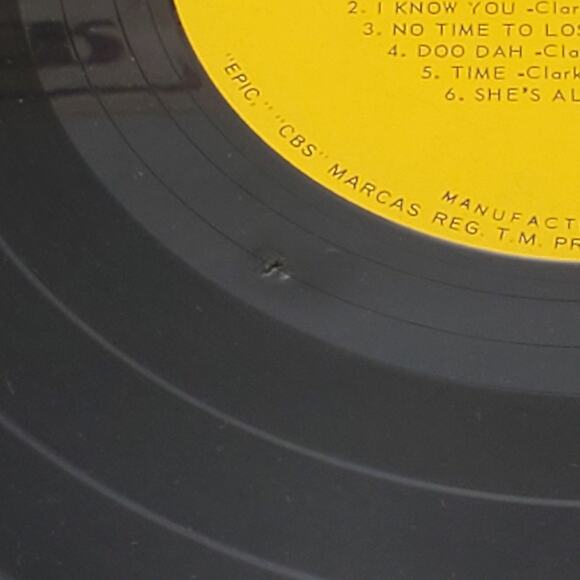 2. I KNOW YOU -Clar
3. NO TIME TO LOS
4. DOO DAH -Cla
5. TIME -Clark
6. SHE'S AL
MANUFACT
"EPIC," "CBS" MARCAS REG. T.M. PR